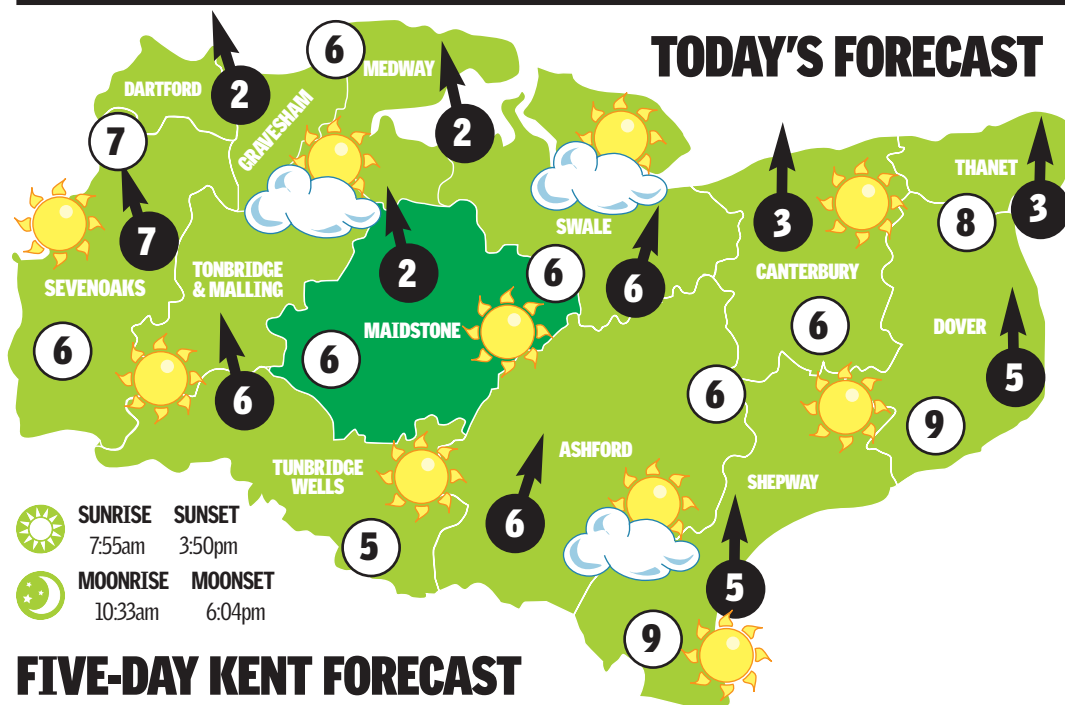 TODAY'S FORECAST
6
MEDWAY
DARTFORD
2
GRAVESHAM
2
7
THANET
3
3
8
SWALE
7
SEVENOAKS
TONBRIDGE
& MALLING
2
6
6
CANTERBURY
MAIDSTONE
6
DOVER
6
6
6
6
5
9
ASHFORD
TUNBRIDGE
WELLS
SHEPWAY
6
5
5
9
SUNRISE SUNSET
7:55am 3:50pm
MOONRISE MOONSET
10:33am 6:04pm
FIVE-DAY KENT FORECAST